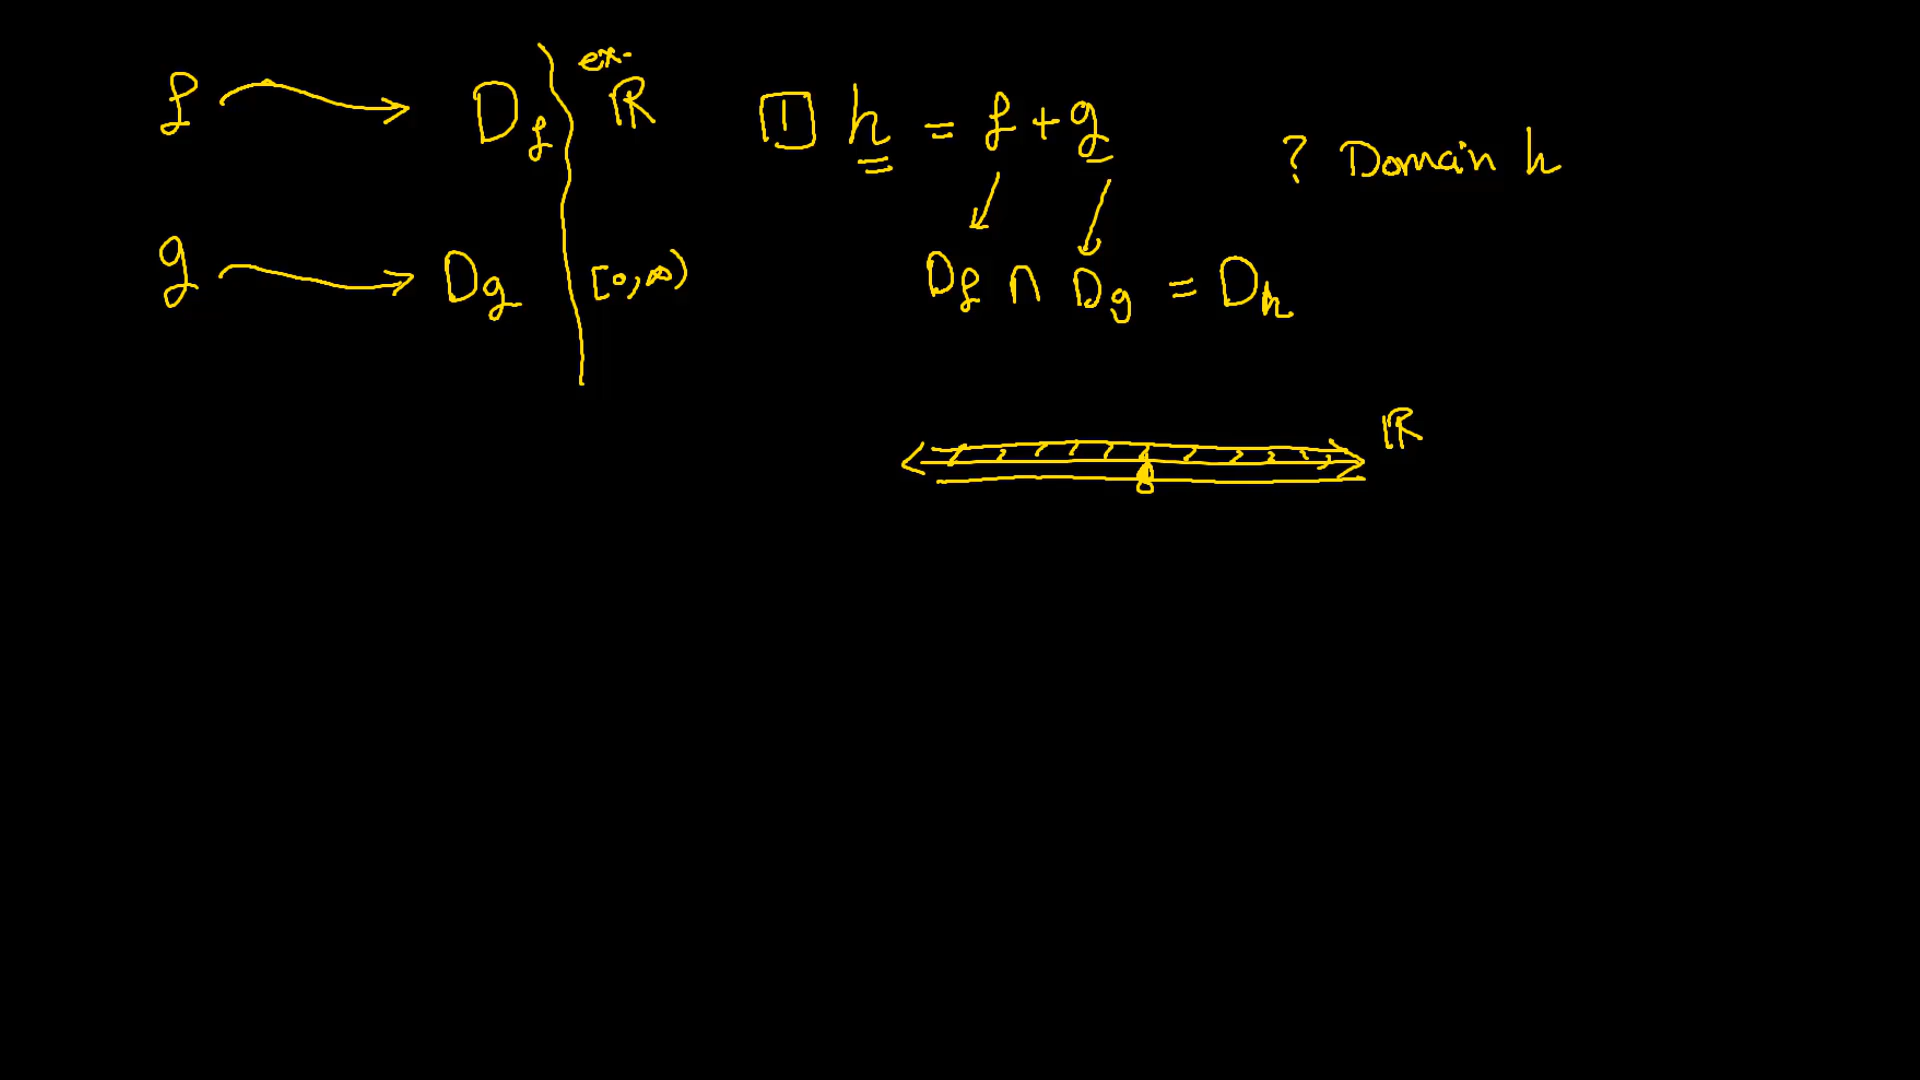 f → D_f ex. ℝ
1 h = f + g
? Domain h
g → D_g [0, ∞)
D_f ∩ D_g = D_h
ℝ
0